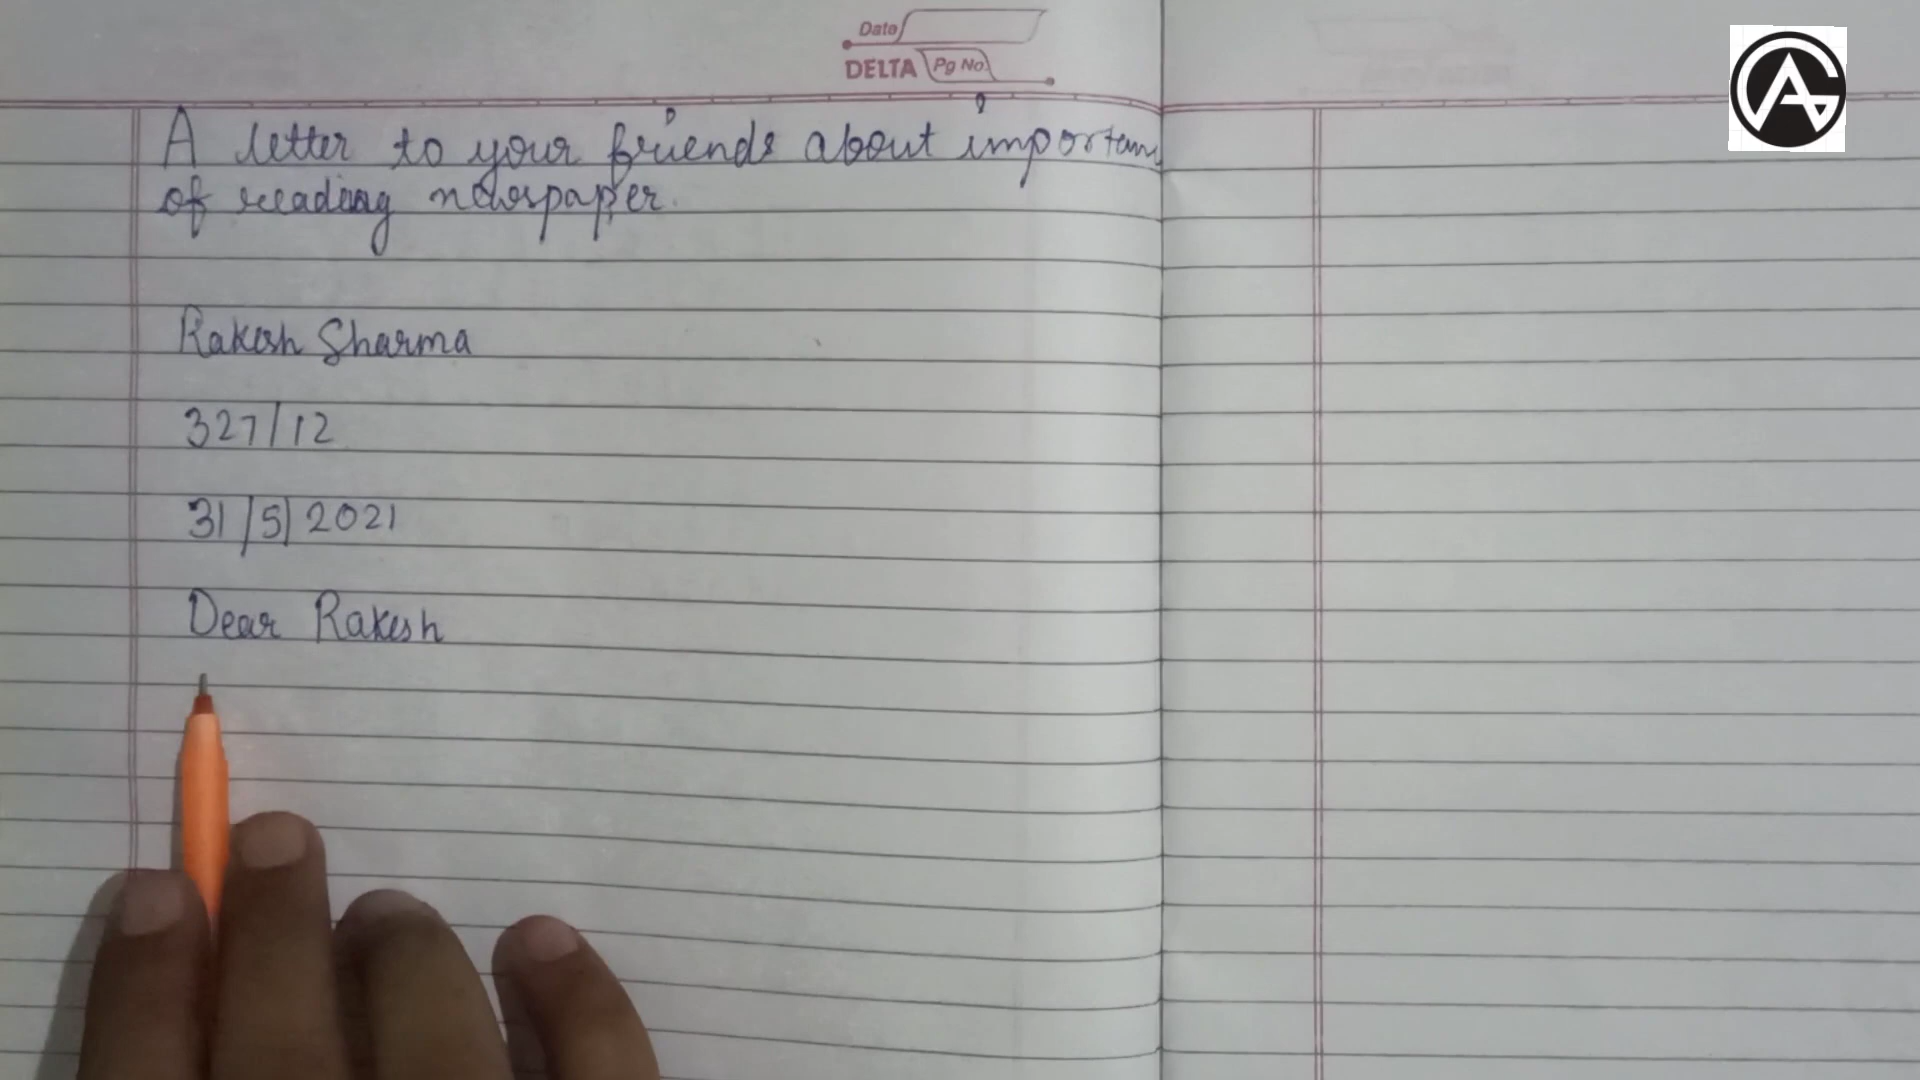 Date
DELTA Pg No.
A letter to your friends about importan
of reading newspaper.
Rakesh Sharma
327/12
31/5/2021
Dear Rakesh